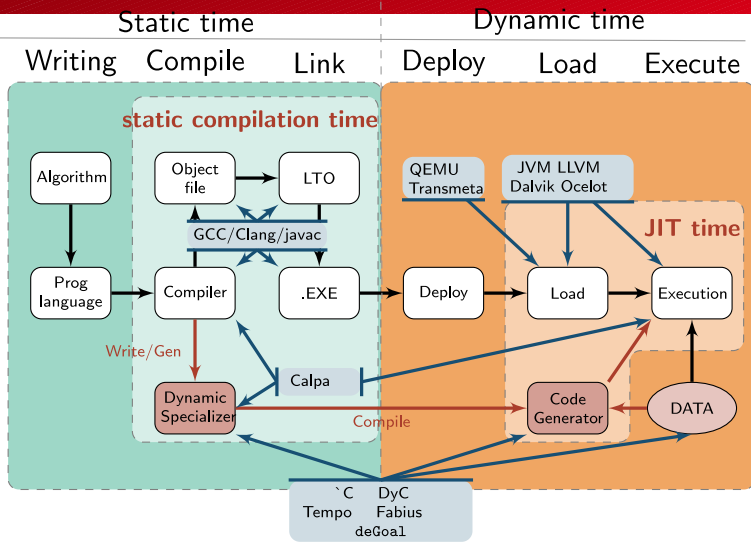 Static time
Dynamic time
Writing
Compile
Link
Deploy
Load
Execute
static compilation time
Algorithm
Object
file
LTO
QEMU
Transmeta
JVM LLVM
Dalvik Ocelot
GCC/Clang/javac
JIT time
Prog
language
Compiler
.EXE
Deploy
Load
Execution
Write/Gen
Calpa
Dynamic
Specializer
Compile
Code
Generator
DATA
`C DyC
Tempo Fabius
deGoal